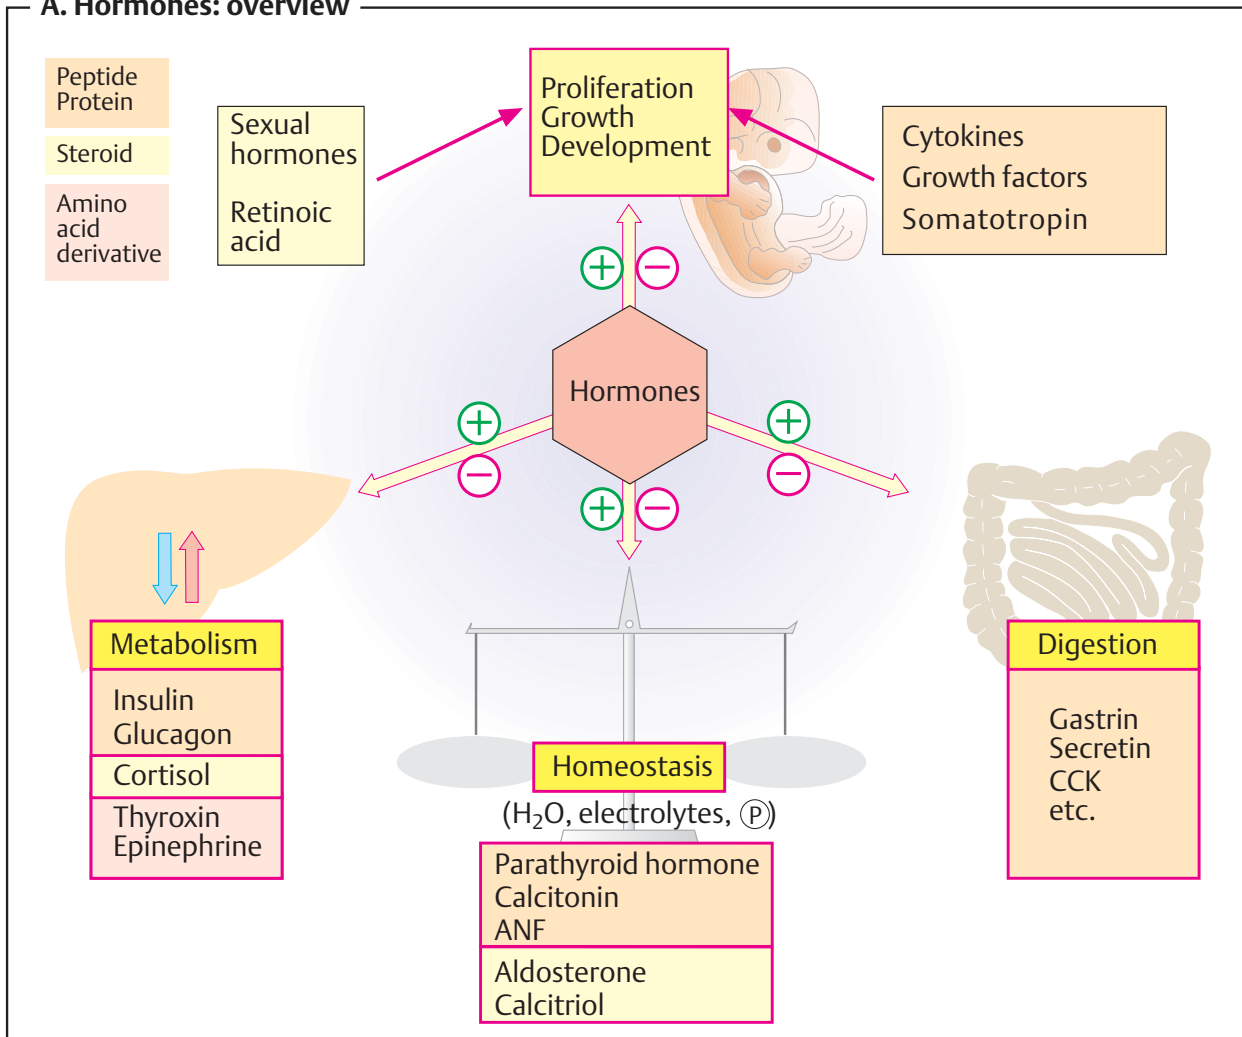 A. Hormones: overview
Peptide
Protein
Steroid
Amino
acid
derivative
Sexual
hormones
Retinoic
acid
Proliferation
Growth
Development
Cytokines
Growth factors
Somatotropin
+ −
Hormones
+
−
+
−
+ −
Metabolism
Insulin
Glucagon
Cortisol
Thyroxin
Epinephrine
Homeostasis
(H₂O, electrolytes, Ⓟ)
Parathyroid hormone
Calcitonin
ANF
Aldosterone
Calcitriol
Digestion
Gastrin
Secretin
CCK
etc.